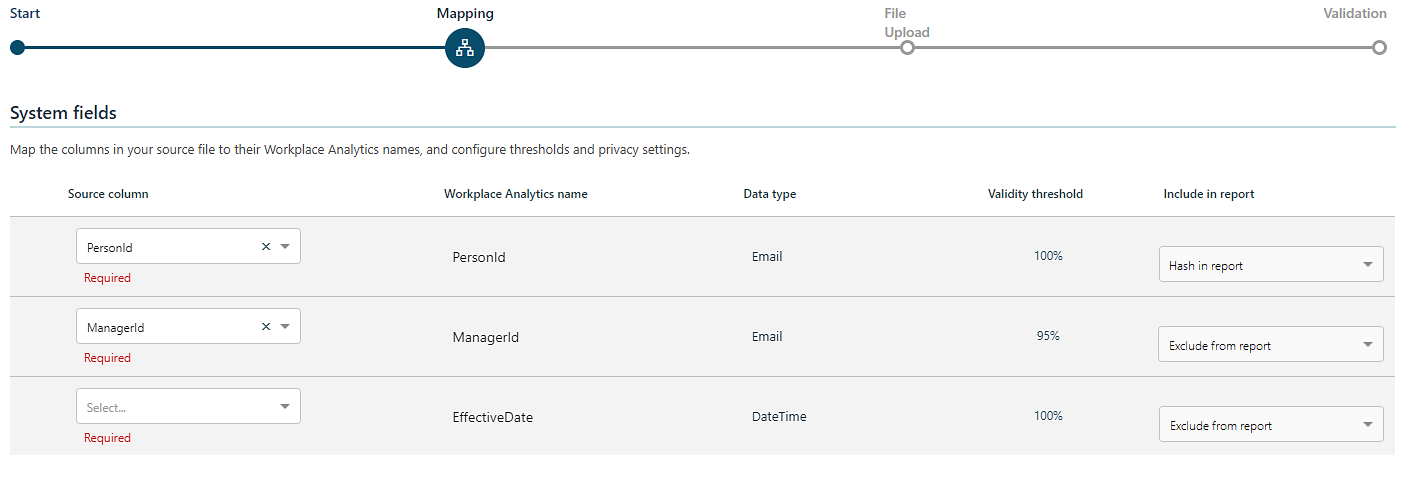 Start
Mapping
File
Upload
Validation
System fields
Map the columns in your source file to their Workplace Analytics names, and configure thresholds and privacy settings.
Source column Workplace Analytics name Data type Validity threshold Include in report
PersonId PersonId Email 100% Hash in report
Required
ManagerId ManagerId Email 95% Exclude from report
Required
Select... EffectiveDate DateTime 100% Exclude from report
Required